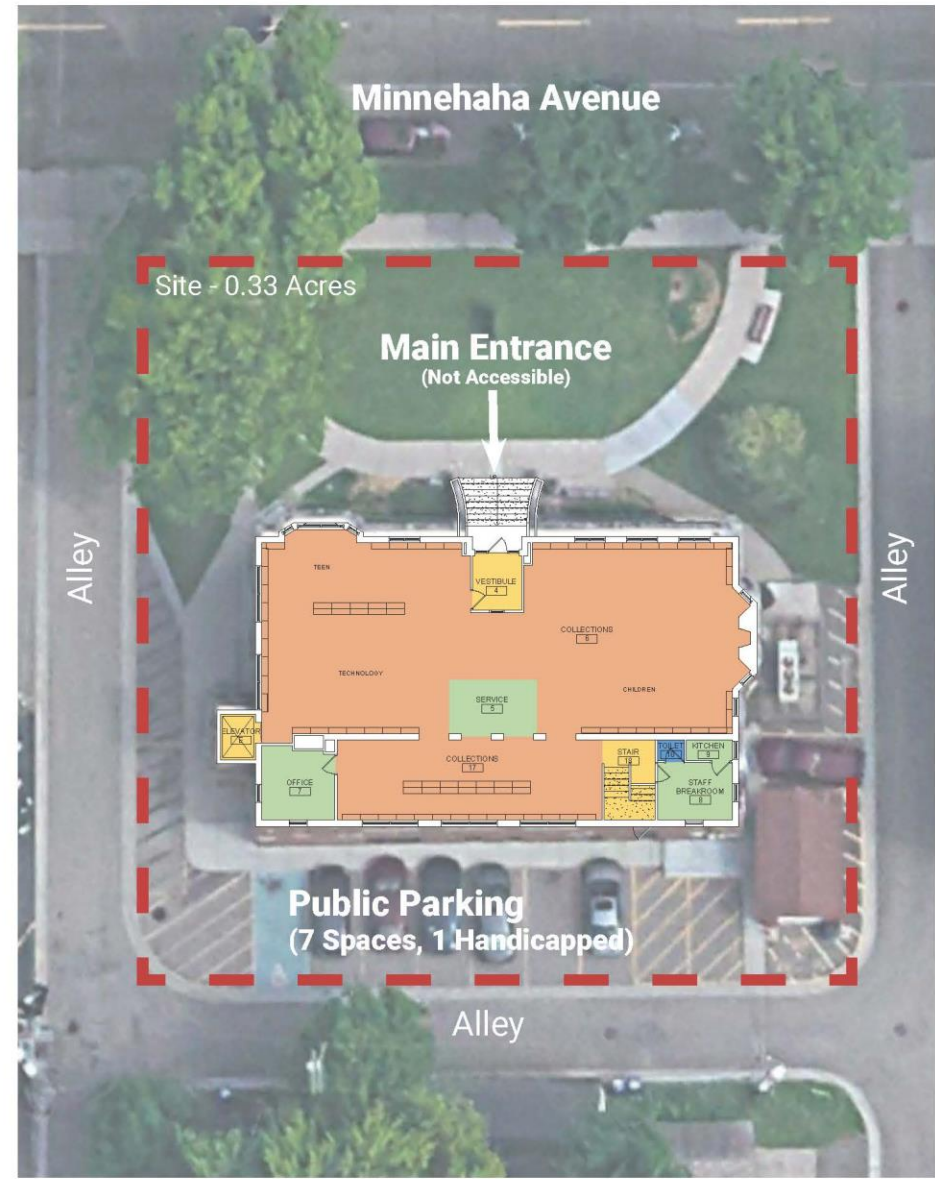 Minnehaha Avenue
Site - 0.33 Acres
Main Entrance
(Not Accessible)
Alley
Alley
TEEN
VESTIBULE
4
COLLECTIONS
6
TECHNOLOGY
CHILDREN
SERVICE
5
ELEVATOR
COLLECTIONS
17
STAIR
TOILET
KITCHEN
9
OFFICE
7
STAFF
BREAKROOM
8
Public Parking
(7 Spaces, 1 Handicapped)
Alley